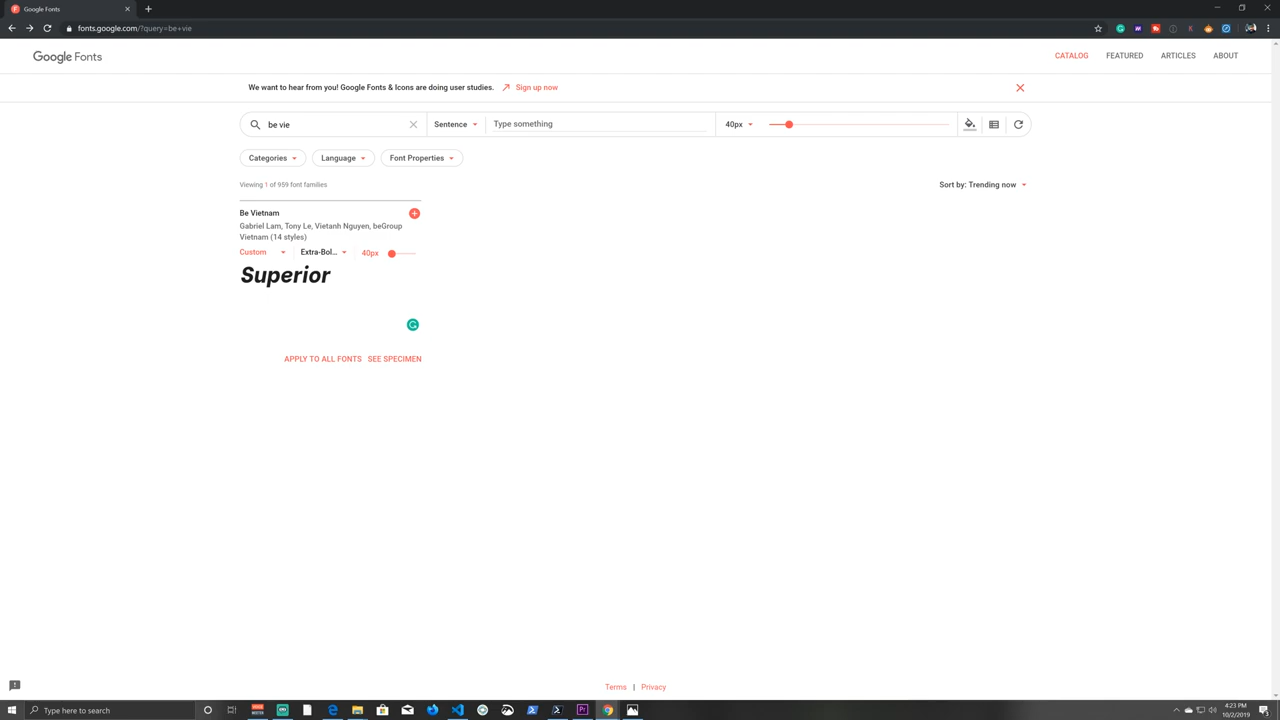 Google Fonts
fonts.google.com/?query=be+vie
Google Fonts
CATALOG
FEATURED
ARTICLES
ABOUT
We want to hear from you! Google Fonts & Icons are doing user studies.
Sign up now
be vie
Sentence
Type something
40px
Categories
Language
Font Properties
Viewing 1 of 959 font families
Sort by: Trending now
Be Vietnam
Gabriel Lam, Tony Le, Vietanh Nguyen, beGroup
Vietnam (14 styles)
Custom
Extra-Bol...
40px
Superior
APPLY TO ALL FONTS
SEE SPECIMEN
Terms | Privacy
Type here to search
4:23 PM
10/2/2019